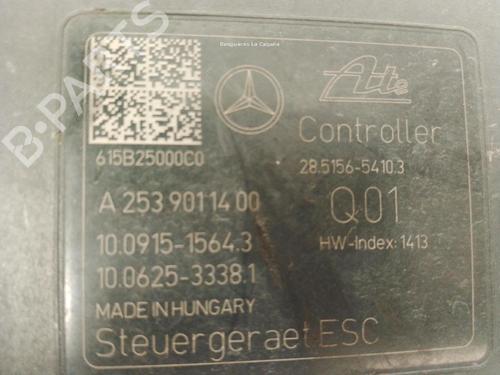 Desguaces La Cabaña
B-PARTS
Ate
Controller
615B25000C0
28.5156-5410.3
A 253 901 14 00
Q01
10.0915-1564.3
HW-Index: 1413
10.0625-3338.1
MADE IN HUNGARY
Steuergeraet ESC